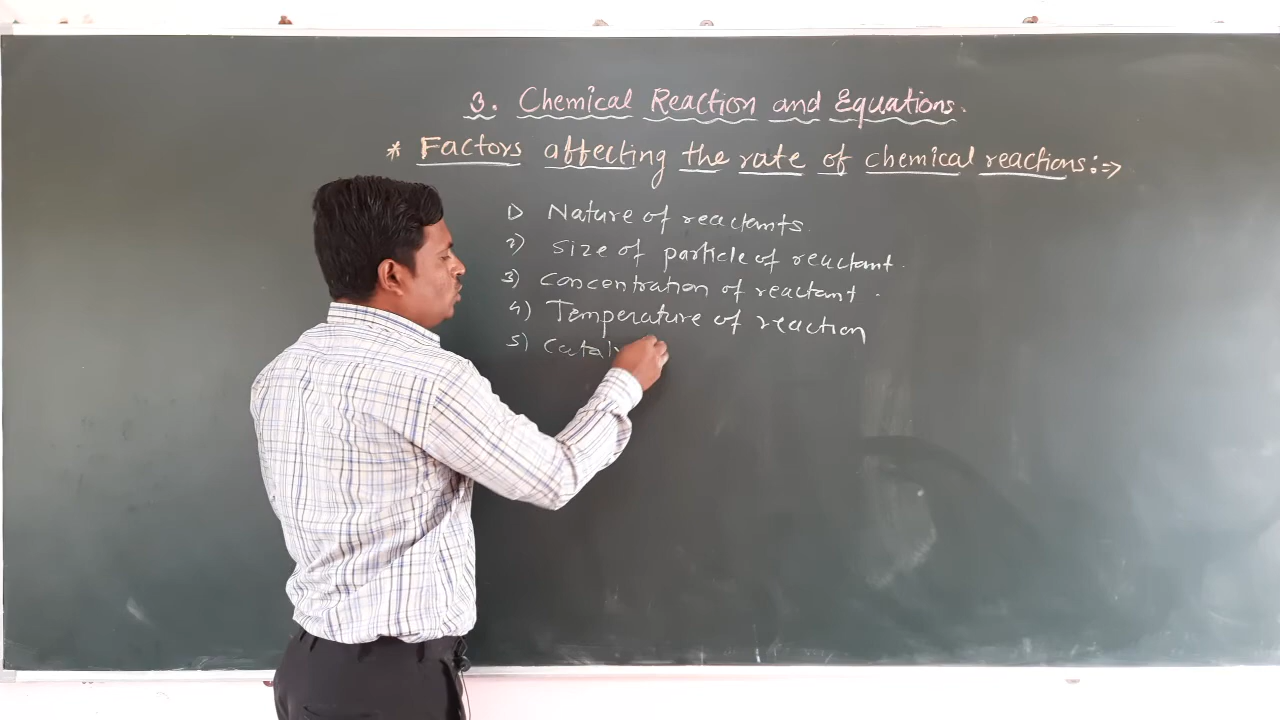 3. Chemical Reaction and Equations.
* Factors affecting the rate of chemical reactions:⇒
1) Nature of reactants.
2) Size of particle of reactant.
3) Concentration of reactant.
4) Temperature of reaction
5) Catal